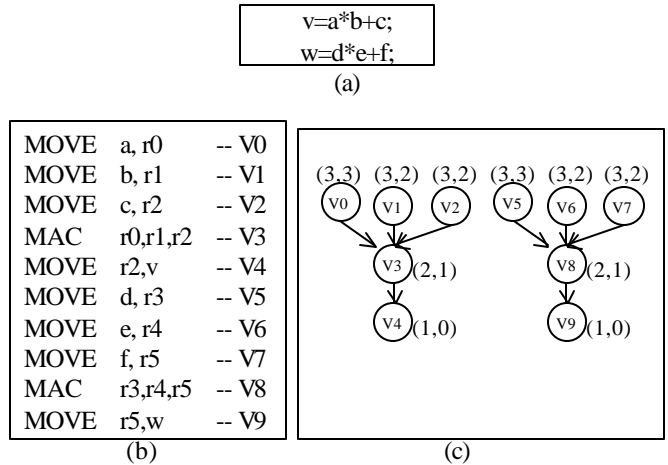 v=a*b+c;
w=d*e+f;
(a)
MOVE a, r0 -- V0
MOVE b, r1 -- V1
MOVE c, r2 -- V2
MAC r0,r1,r2 -- V3
MOVE r2,v -- V4
MOVE d, r3 -- V5
MOVE e, r4 -- V6
MOVE f, r5 -- V7
MAC r3,r4,r5 -- V8
MOVE r5,w -- V9
(b)
(3,3) (3,2) (3,2) (3,3) (3,2) (3,2)
V0 V1 V2 V5 V6 V7
V3 (2,1) V8 (2,1)
V4 (1,0) V9 (1,0)
(c)